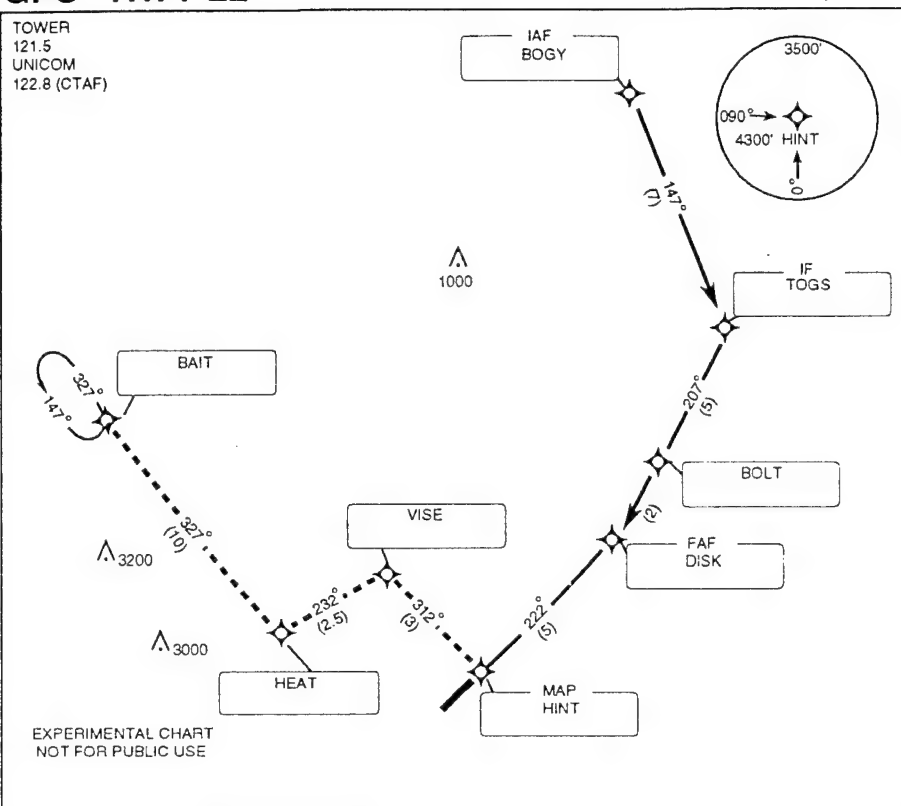 TOWER
121.5
UNICOM
122.8 (CTAF)
IAF
BOGY
3500'
090°
4300' HINT
0°
147°
(7)
1000
IF
TOGS
BAIT
327°
147°
207°
(5)
BOLT
(2)
VISE
FAF
DISK
327°
(10)
3200
232°
(2.5)
312°
(3)
222°
(5)
3000
HEAT
MAP
HINT
EXPERIMENTAL CHART
NOT FOR PUBLIC USE